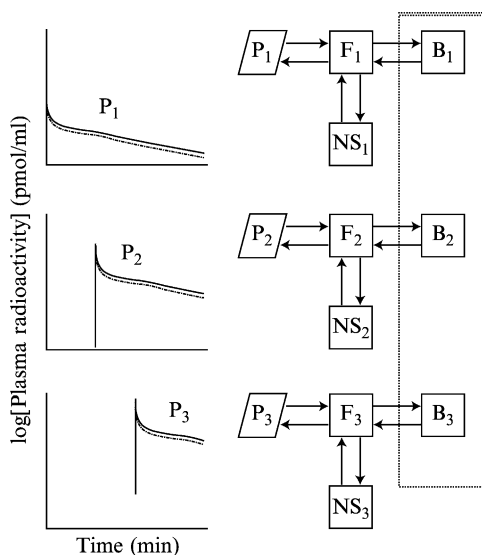 log[Plasma radioactivity] (pmol/ml)
P₁
P₁ F₁ B₁
NS₁
P₂
P₂ F₂ B₂
NS₂
P₃
P₃ F₃ B₃
NS₃
Time (min)